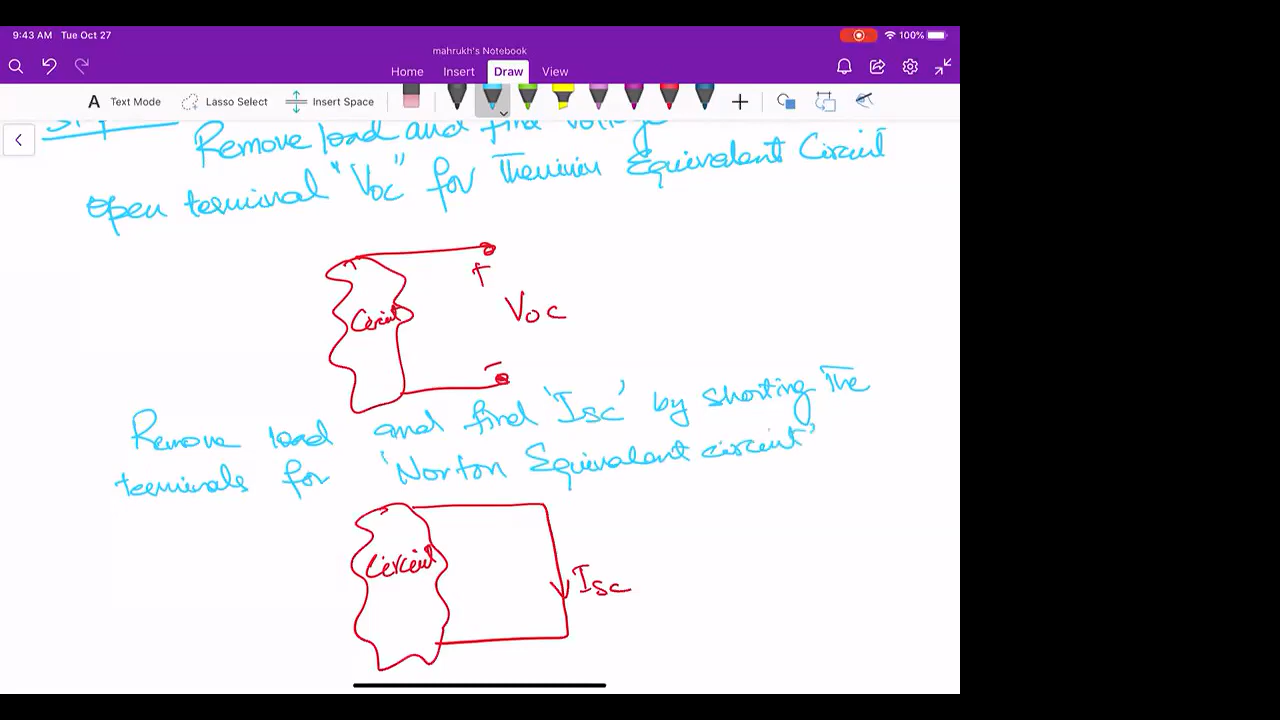 9:43 AM Tue Oct 27
100%
mahrukh's Notebook
Home Insert Draw View
A Text Mode Lasso Select Insert Space
Remove load and find
Open terminal "Voc" for Thevinin Equivalent Circuit
+
Circuit
Voc
-
Remove load and find 'Isc' by shorting the
terminals for 'Norton Equivalent circuit'
Circuit
Isc